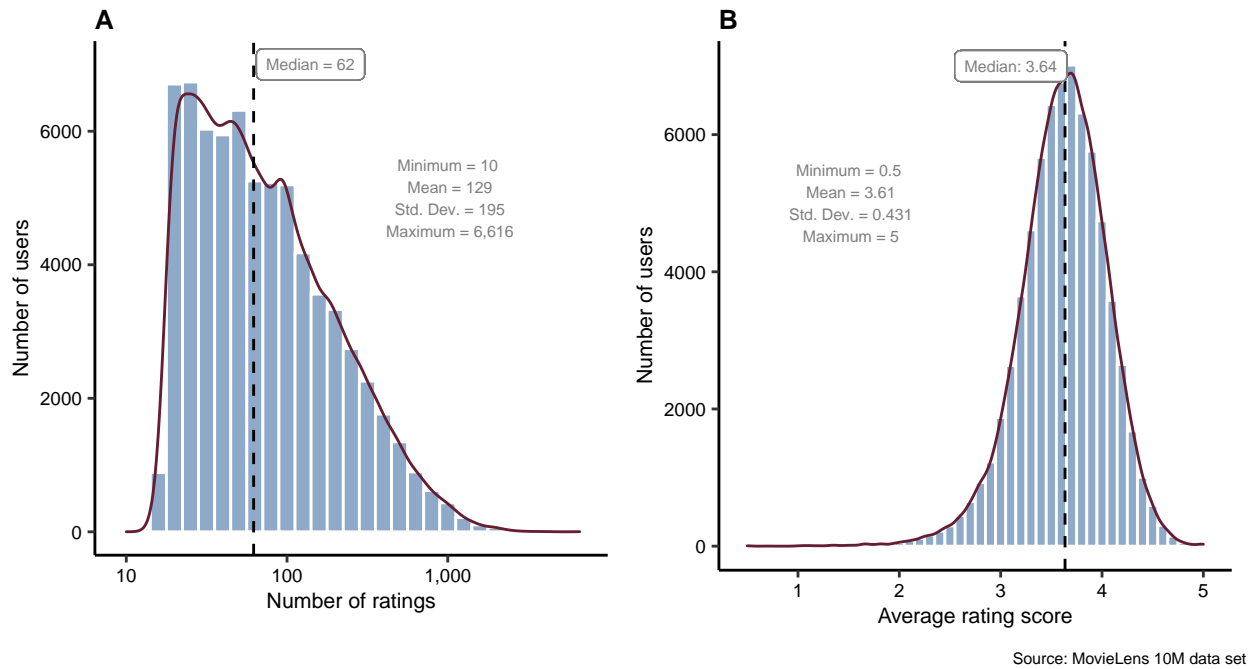 A
Median = 62
Minimum = 10
Mean = 129
Std. Dev. = 195
Maximum = 6,616
Number of users
6000
4000
2000
0
10
100
1,000
Number of ratings
B
Median: 3.64
Minimum = 0.5
Mean = 3.61
Std. Dev. = 0.431
Maximum = 5
Number of users
6000
4000
2000
0
1
2
3
4
5
Average rating score
Source: MovieLens 10M data set